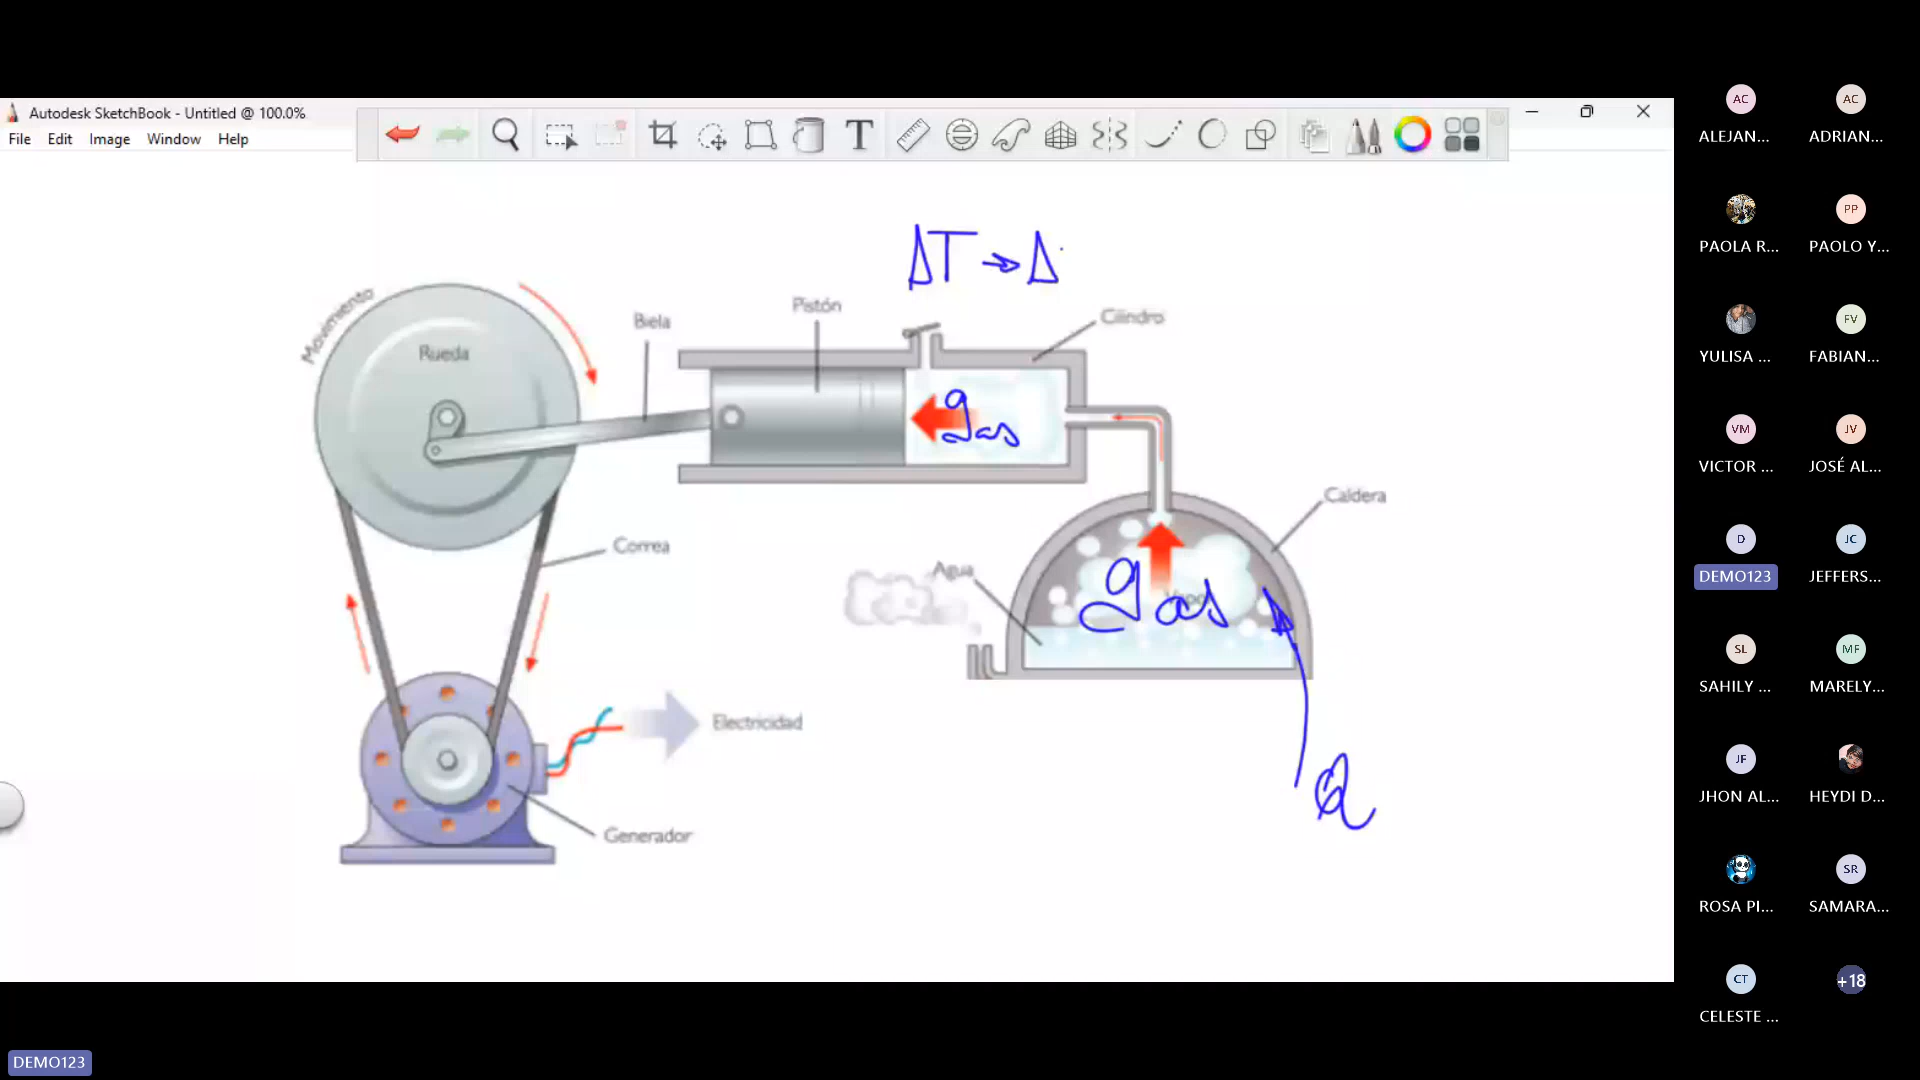 Autodesk SketchBook - Untitled @ 100.0%
File Edit Image Window Help
T
ΔT → Δ
Movimiento
Rueda
Biela
Pistón
Cilindro
gas
Caldera
Correa
Agua
gas
Electricidad
Generador
Q
AC
ALEJAN...
AC
ADRIAN...
PAOLA R...
PP
PAOLO Y...
YULISA ...
FV
FABIAN...
VM
VICTOR ...
JV
JOSÉ AL...
D
DEMO123
JC
JEFFERS...
SL
SAHILY ...
MF
MARELY...
JF
JHON AL...
HEYDI D...
ROSA PI...
SR
SAMARA...
CT
CELESTE ...
+18
DEMO123